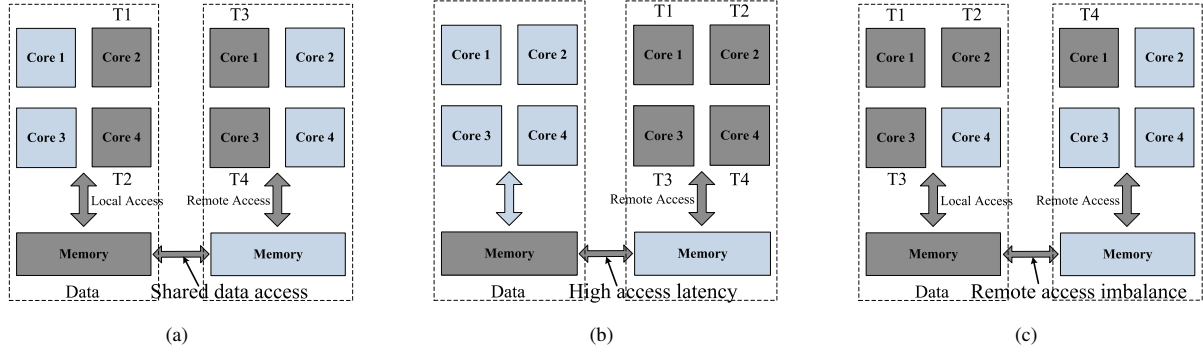 T1 T3
Core 1 Core 2 Core 1 Core 2
Core 3 Core 4 Core 3 Core 4
T2 T4
Local Access Remote Access
Memory Memory
Data Shared data access
(a)
T1 T2
Core 1 Core 2 Core 1 Core 2
Core 3 Core 4 Core 3 Core 4
T3 T4
Remote Access
Memory Memory
Data High access latency
(b)
T1 T2 T4
Core 1 Core 2 Core 1 Core 2
Core 3 Core 4 Core 3 Core 4
T3
Local Access Remote Access
Memory Memory
Data Remote access imbalance
(c)